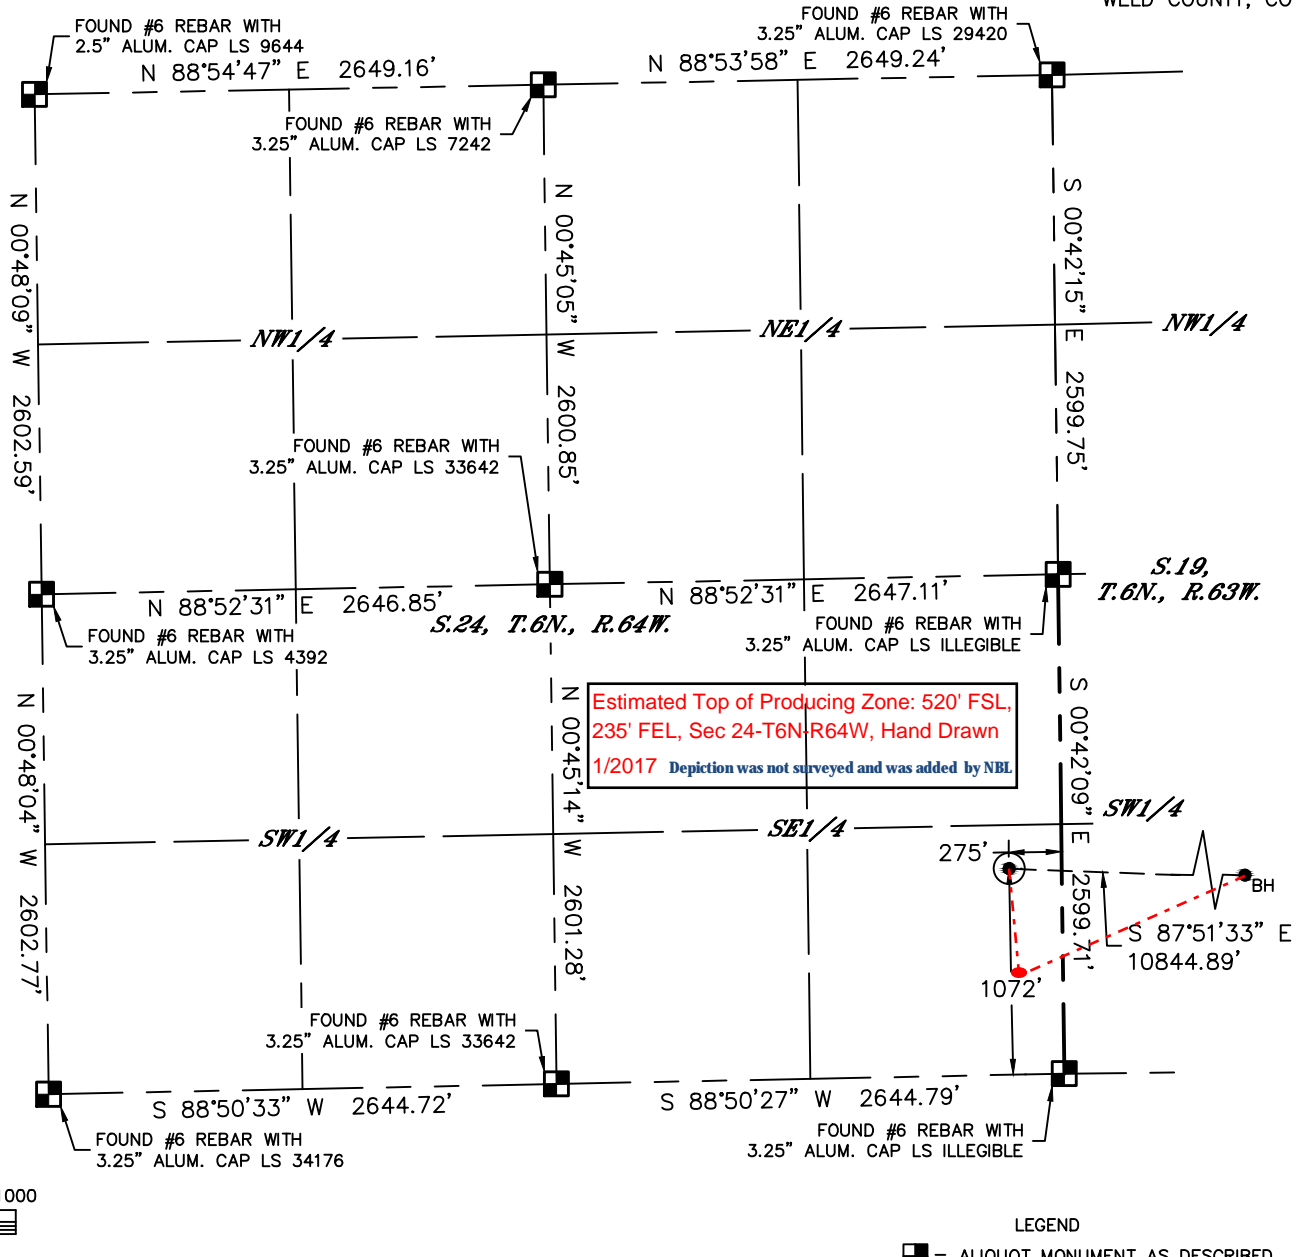 WELD COUNTY, CO
FOUND #6 REBAR WITH
2.5" ALUM. CAP LS 9644
N 88°54'47" E 2649.16'
FOUND #6 REBAR WITH
3.25" ALUM. CAP LS 29420
N 88°53'58" E 2649.24'
FOUND #6 REBAR WITH
3.25" ALUM. CAP LS 7242
N 00°48'09" W 2602.59'
N 00°45'05" W 2600.85'
S 00°42'15" E 2599.75'
NW1/4
NE1/4
NW1/4
FOUND #6 REBAR WITH
3.25" ALUM. CAP LS 33642
N 88°52'31" E 2646.85'
N 88°52'31" E 2647.11'
S.19,
T.6N., R.63W.
S.24, T.6N., R.64W.
FOUND #6 REBAR WITH
3.25" ALUM. CAP LS 4392
FOUND #6 REBAR WITH
3.25" ALUM. CAP LS ILLEGIBLE
Estimated Top of Producing Zone: 520' FSL,
235' FEL, Sec 24-T6N-R64W, Hand Drawn
1/2017 Depiction was not surveyed and was added by NBL
N 00°48'04" W 2602.77'
N 00°45'14" W 2601.28'
S 00°42'09" E 2599.71'
SW1/4
SE1/4
SW1/4
275'
BH
S 87°51'33" E
10844.89'
1072'
FOUND #6 REBAR WITH
3.25" ALUM. CAP LS 33642
S 88°50'33" W 2644.72'
S 88°50'27" W 2644.79'
FOUND #6 REBAR WITH
3.25" ALUM. CAP LS 34176
FOUND #6 REBAR WITH
3.25" ALUM. CAP LS ILLEGIBLE
000
LEGEND
= ALIQUOT MONUMENT AS DESCRIBED